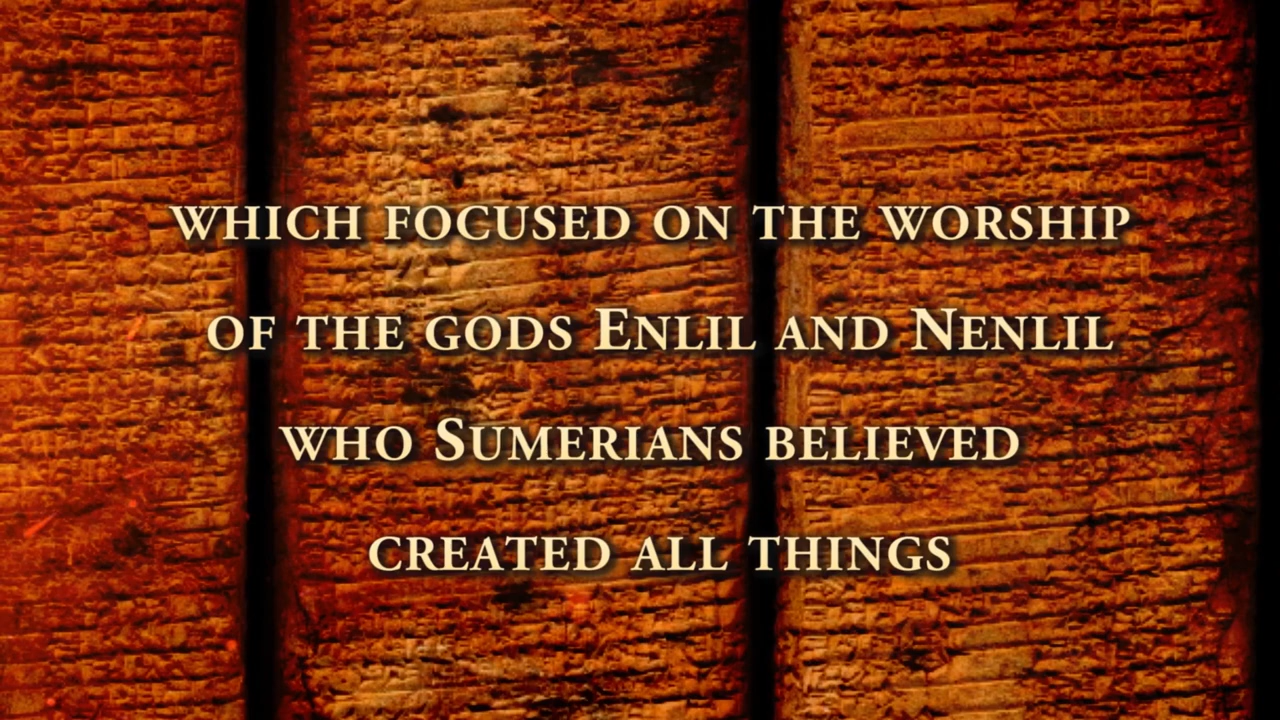 which focused on the worship
of the gods Enlil and Nenlil
who Sumerians believed
created all things